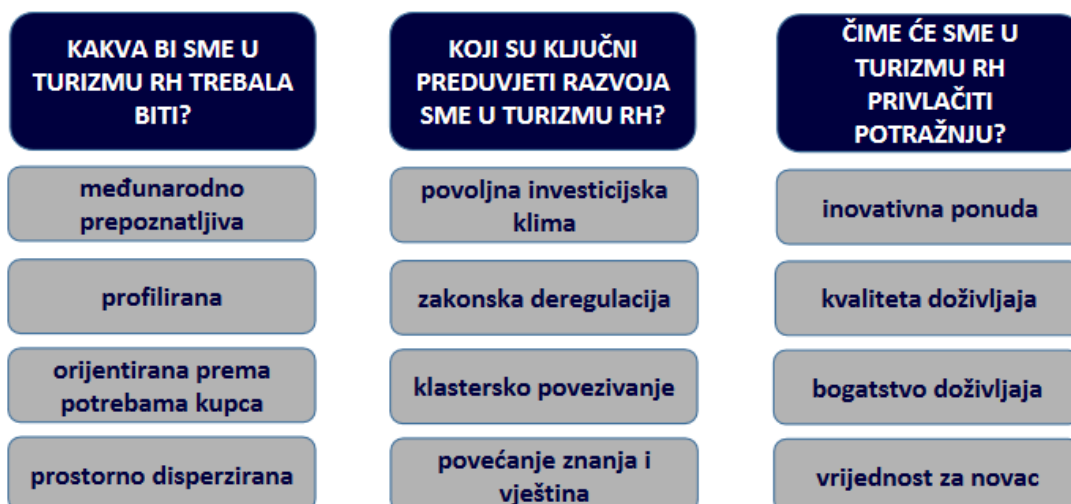 KAKVA BI SME U
TURIZMU RH TREBALA
BITI?
međunarodno
prepoznatljiva
profilirana
orijentirana prema
potrebama kupca
prostorno disperzirana
KOJI SU KLJUČNI
PREDUVJETI RAZVOJA
SME U TURIZMU RH?
povoljna investicijska
klima
zakonska deregulacija
klastersko povezivanje
povećanje znanja i
vještina
ČIME ĆE SME U
TURIZMU RH
PRIVLAČITI
POTRAŽNJU?
inovativna ponuda
kvaliteta doživljaja
bogatstvo doživljaja
vrijednost za novac